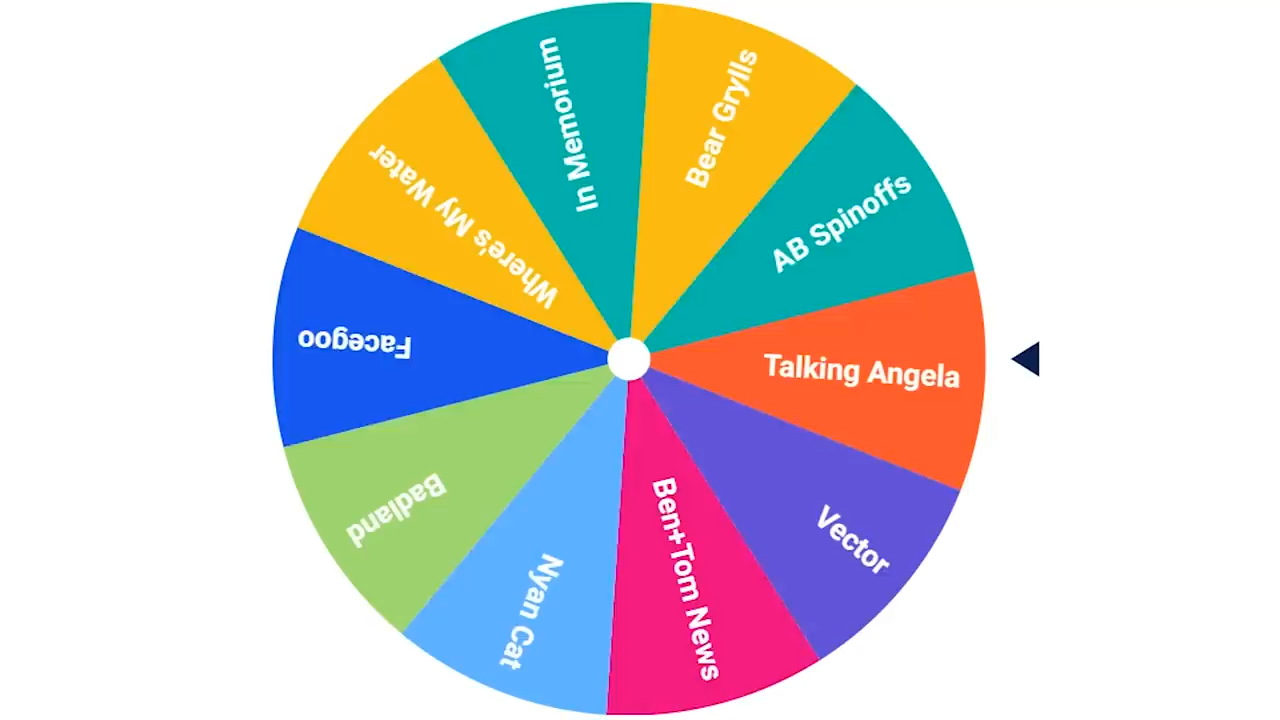 In Memorium
Bear Grylls
AB Spinoffs
Talking Angela
Vector
Ben+Tom News
Nyan Cat
Badland
Facegoo
Where's My Water